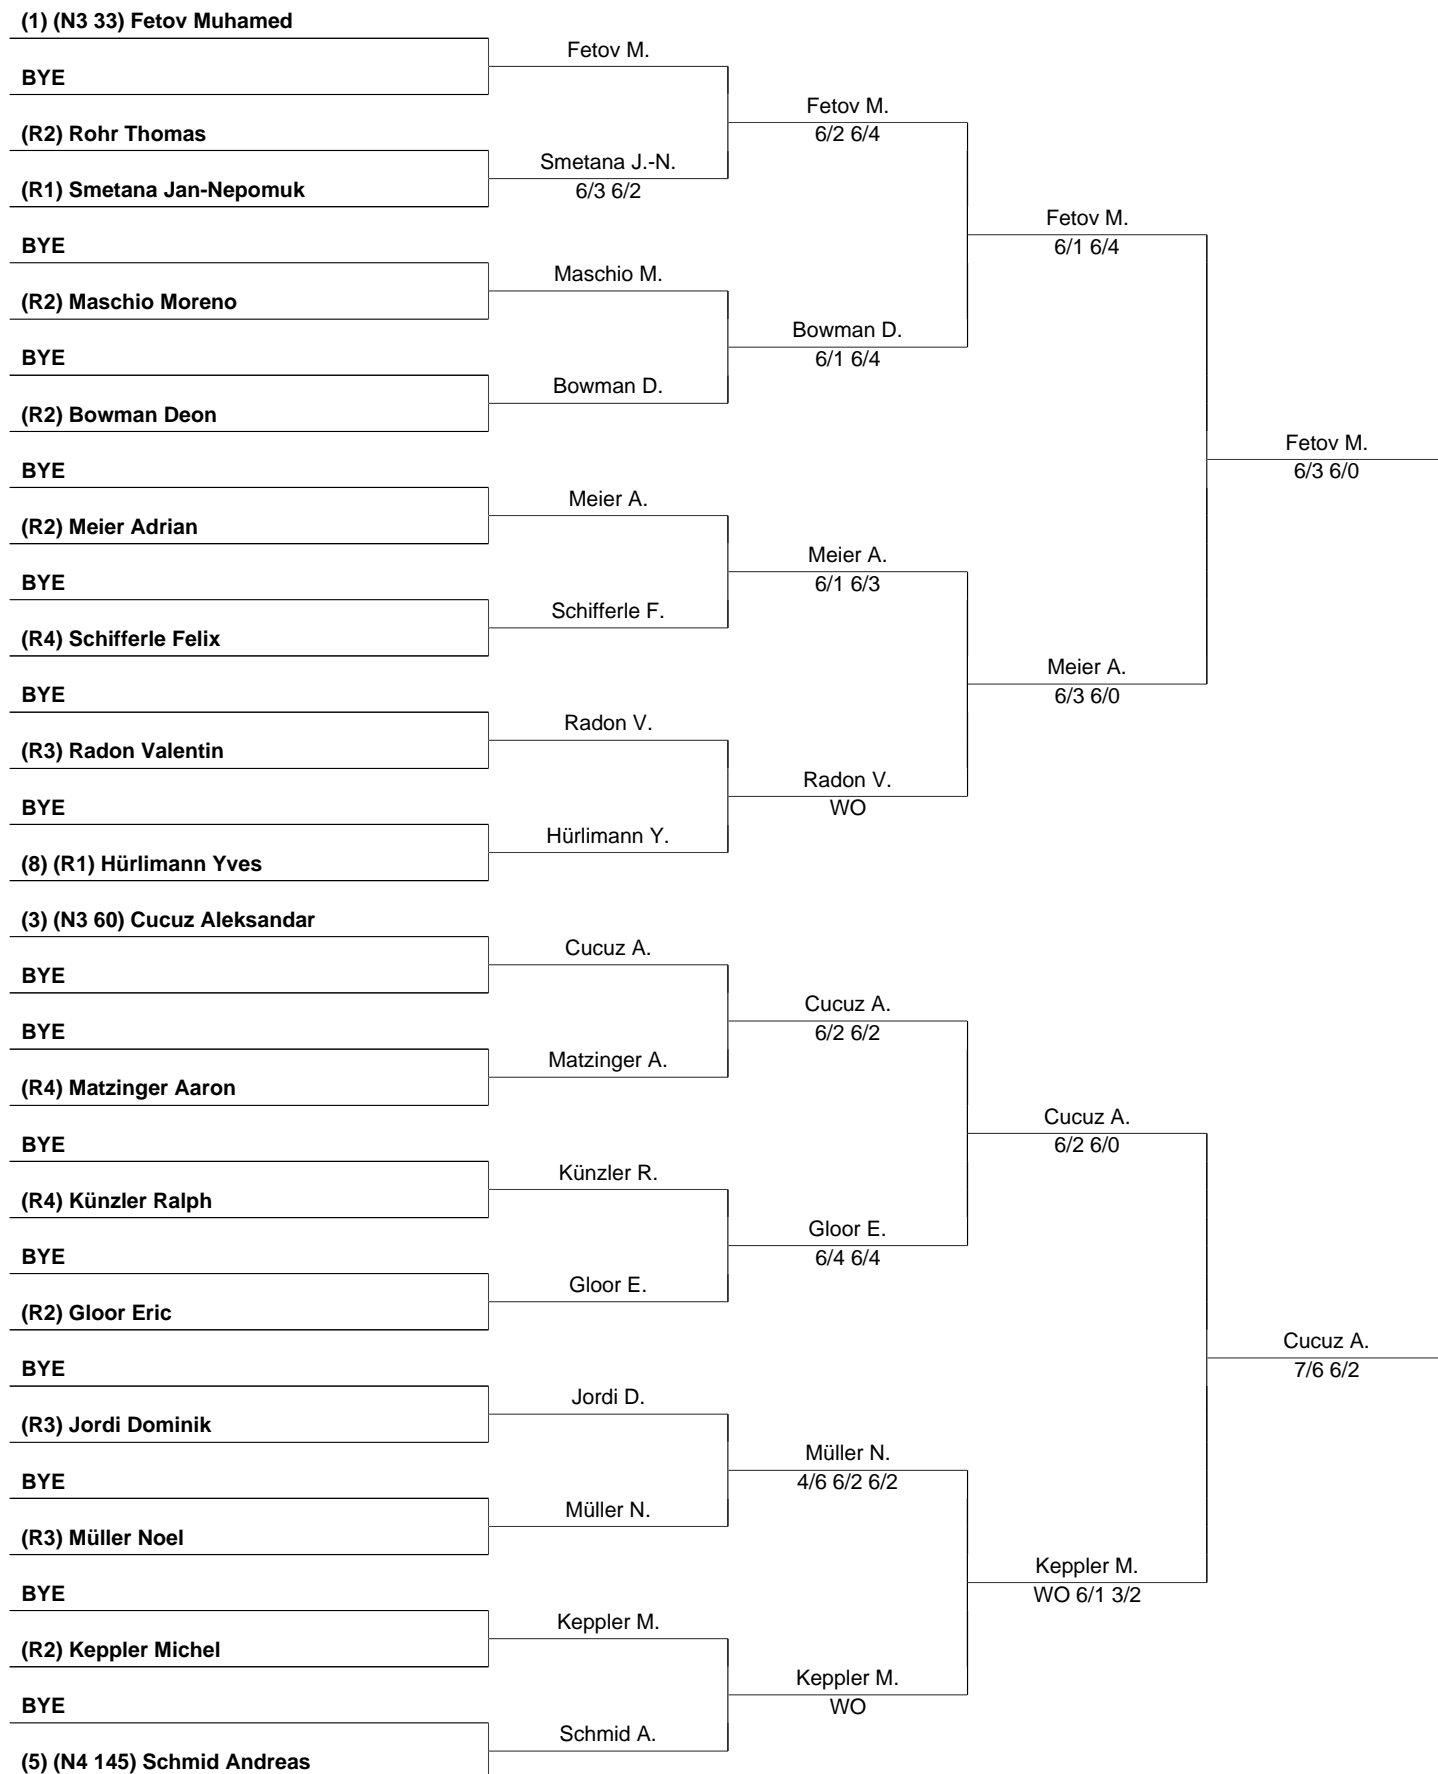 (1) (N3 33) Fetov Muhamed
BYE
(R2) Rohr Thomas
(R1) Smetana Jan-Nepomuk
BYE
(R2) Maschio Moreno
BYE
(R2) Bowman Deon
BYE
(R2) Meier Adrian
BYE
(R4) Schifferle Felix
BYE
(R3) Radon Valentin
BYE
(8) (R1) Hürlimann Yves
(3) (N3 60) Cucuz Aleksandar
BYE
BYE
(R4) Matzinger Aaron
BYE
(R4) Künzler Ralph
BYE
(R2) Gloor Eric
BYE
(R3) Jordi Dominik
BYE
(R3) Müller Noel
BYE
(R2) Keppler Michel
BYE
(5) (N4 145) Schmid Andreas
Fetov M.
Smetana J.-N.
6/3 6/2
Maschio M.
Bowman D.
Meier A.
Schifferle F.
Radon V.
Hürlimann Y.
Cucuz A.
Matzinger A.
Künzler R.
Gloor E.
Jordi D.
Müller N.
Keppler M.
Schmid A.
Fetov M.
6/2 6/4
Bowman D.
6/1 6/4
Meier A.
6/1 6/3
Radon V.
WO
Cucuz A.
6/2 6/2
Gloor E.
6/4 6/4
Müller N.
4/6 6/2 6/2
Keppler M.
WO
Fetov M.
6/1 6/4
Meier A.
6/3 6/0
Cucuz A.
6/2 6/0
Keppler M.
WO 6/1 3/2
Fetov M.
6/3 6/0
Cucuz A.
7/6 6/2